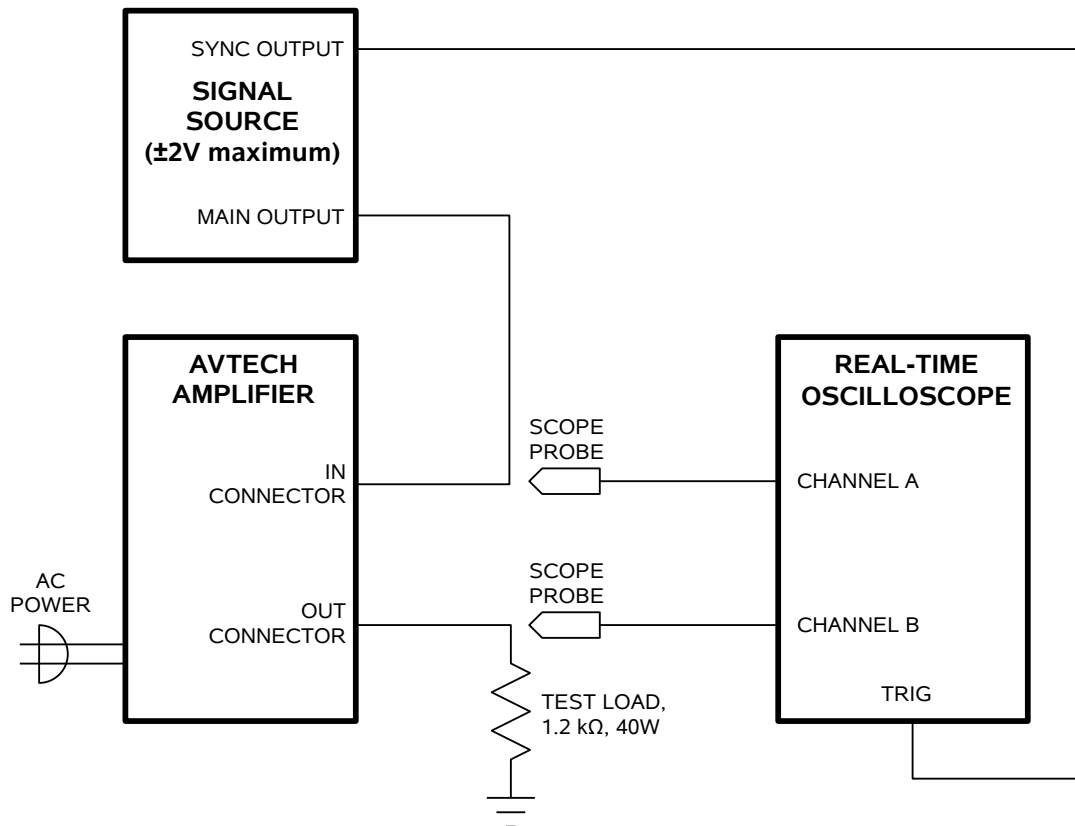 SYNC OUTPUT
SIGNAL
SOURCE
(±2V maximum)
MAIN OUTPUT
AVTECH
AMPLIFIER
IN
CONNECTOR
OUT
CONNECTOR
AC
POWER
SCOPE
PROBE
SCOPE
PROBE
TEST LOAD,
1.2 kΩ, 40W
REAL-TIME
OSCILLOSCOPE
CHANNEL A
CHANNEL B
TRIG